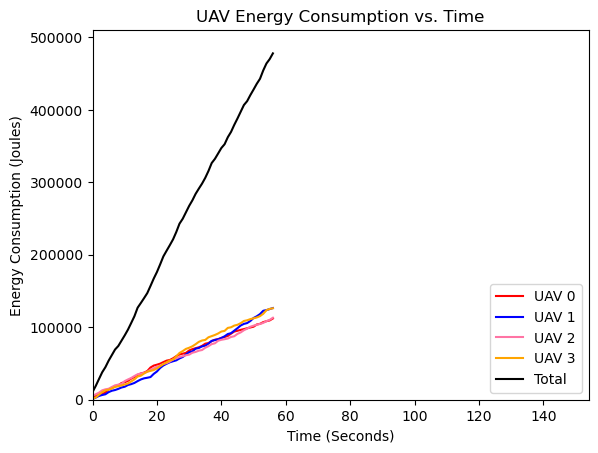 UAV Energy Consumption vs. Time
Energy Consumption (Joules)
500000
400000
300000
200000
100000
0
0 20 40 60 80 100 120 140
Time (Seconds)
UAV 0
UAV 1
UAV 2
UAV 3
Total